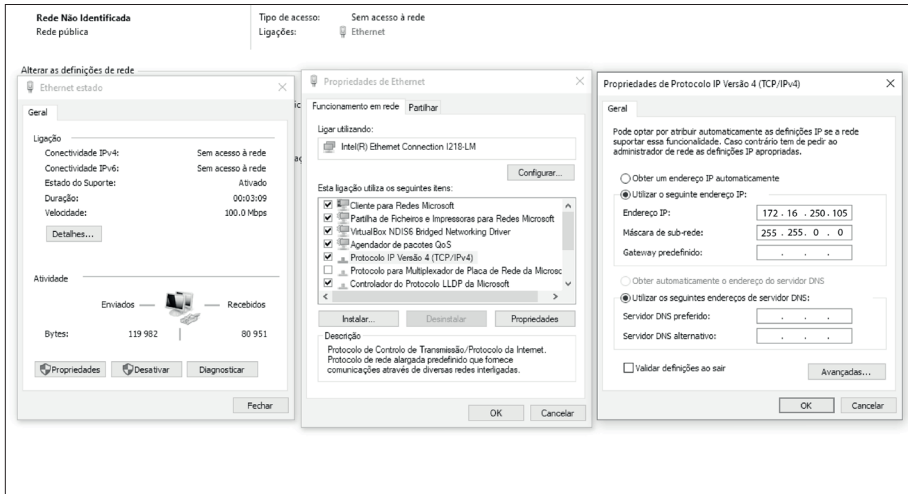 Rede Não Identificada
Rede pública
Tipo de acesso: Sem acesso à rede
Ligações: Ethernet
Alterar as definições de rede
Ethernet estado
Geral
Ligação
Conectividade IPv4: Sem acesso à rede
Conectividade IPv6: Sem acesso à rede
Estado do Suporte: Ativado
Duração: 00:03:09
Velocidade: 100.0 Mbps
Detalhes...
Atividade
Enviados — Recebidos
Bytes: 119 982 | 80 951
Propriedades Desativar Diagnosticar
Fechar
Propriedades de Ethernet
Funcionamento em rede Partilhar
Ligar utilizando:
Intel(R) Ethernet Connection I218-LM
Configurar...
Esta ligação utiliza os seguintes itens:
Cliente para Redes Microsoft
Partilha de Ficheiros e Impressoras para Redes Microsoft
VirtualBox NDIS6 Bridged Networking Driver
Agendador de pacotes QoS
Protocolo IP Versão 4 (TCP/IPv4)
Protocolo para Multiplexador de Placa de Rede da Microsc
Controlador do Protocolo LLDP da Microsoft
Instalar... Desinstalar Propriedades
Descrição
Protocolo de Controlo de Transmissão/Protocolo da Internet.
Protocolo de rede alargada predefinido que fornece
comunicações através de diversas redes interligadas.
OK Cancelar
Propriedades de Protocolo IP Versão 4 (TCP/IPv4)
Geral
Pode optar por atribuir automaticamente as definições IP se a rede
suportar essa funcionalidade. Caso contrário tem de pedir ao
administrador de rede as definições IP apropriadas.
Obter um endereço IP automaticamente
Utilizar o seguinte endereço IP:
Endereço IP: 172 . 16 . 250 . 105
Máscara de sub-rede: 255 . 255 . 0 . 0
Gateway predefinido: . . .
Obter automaticamente o endereço do servidor DNS
Utilizar os seguintes endereços de servidor DNS:
Servidor DNS preferido: . . .
Servidor DNS alternativo: . . .
Validar definições ao sair
Avançadas...
OK Cancelar